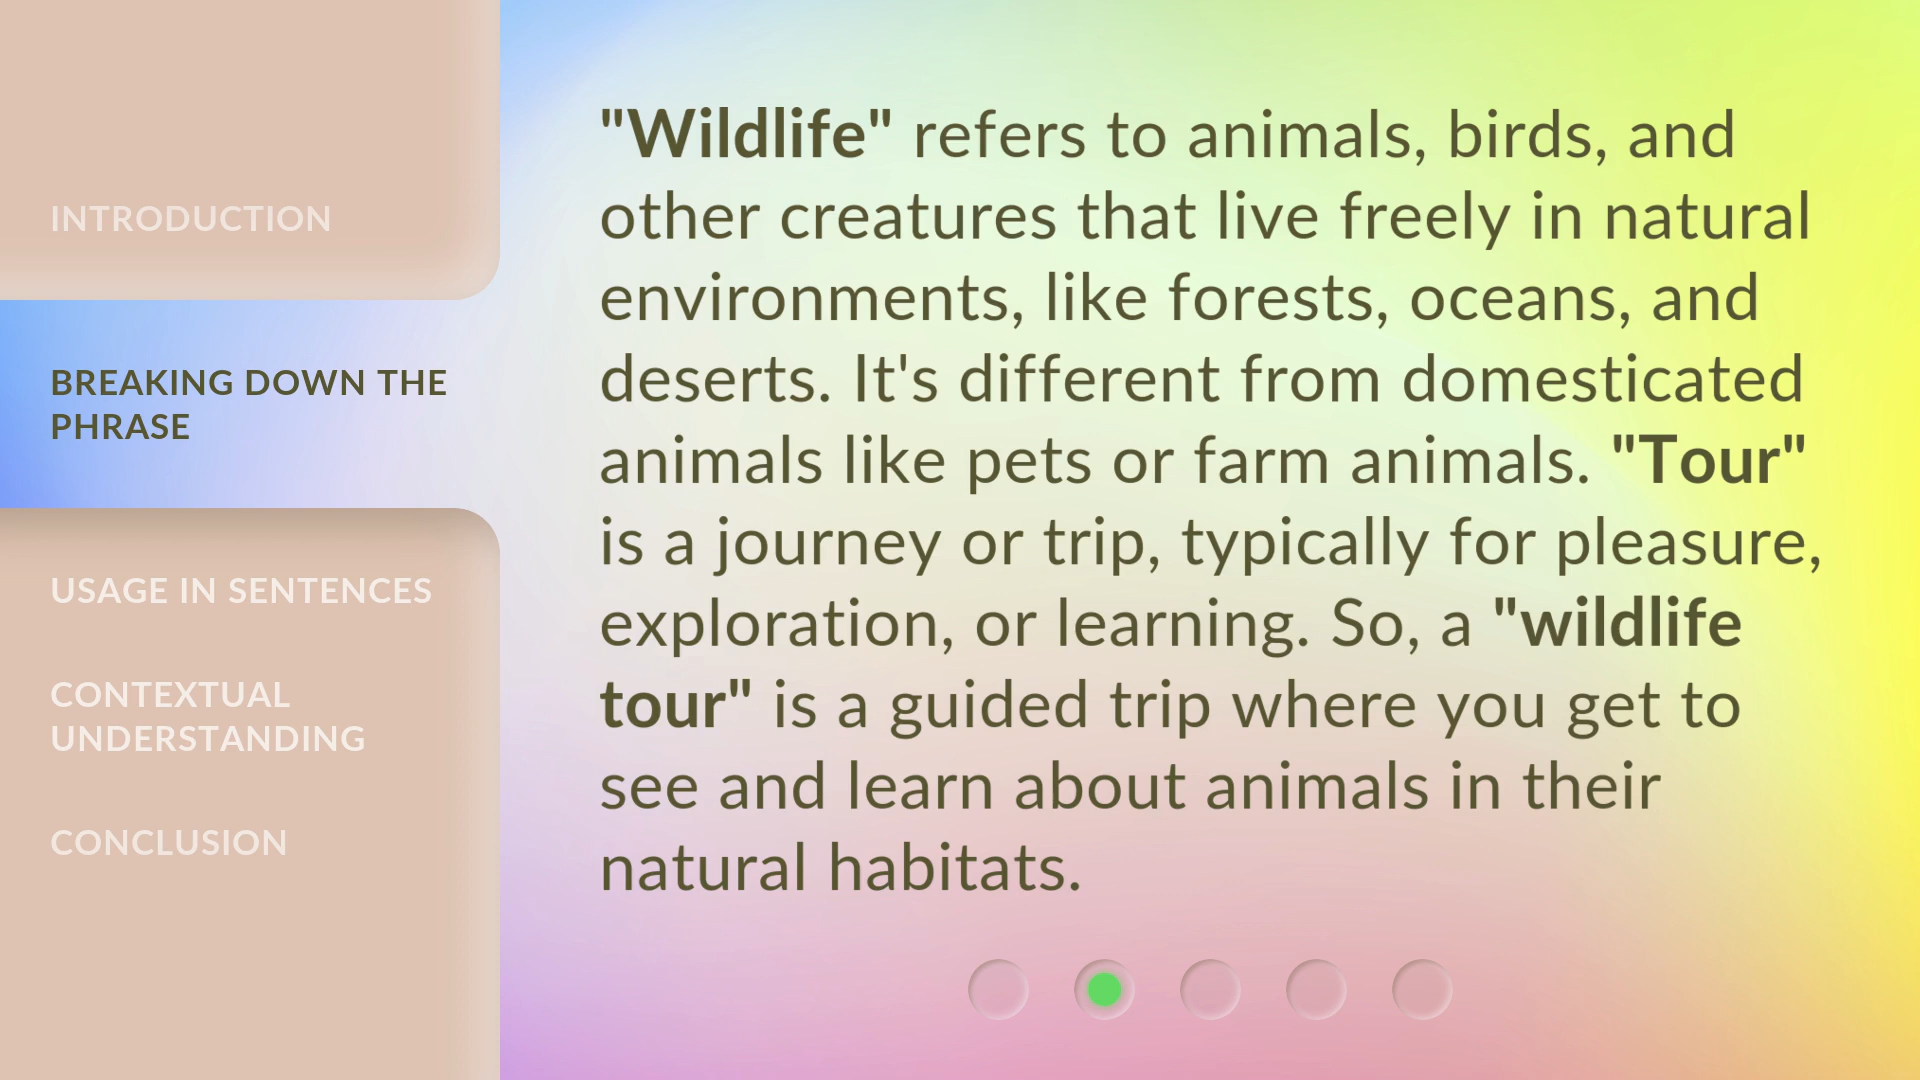 INTRODUCTION
BREAKING DOWN THE
PHRASE
USAGE IN SENTENCES
CONTEXTUAL
UNDERSTANDING
CONCLUSION
"Wildlife" refers to animals, birds, and
other creatures that live freely in natural
environments, like forests, oceans, and
deserts. It's different from domesticated
animals like pets or farm animals. "Tour"
is a journey or trip, typically for pleasure,
exploration, or learning. So, a "wildlife
tour" is a guided trip where you get to
see and learn about animals in their
natural habitats.